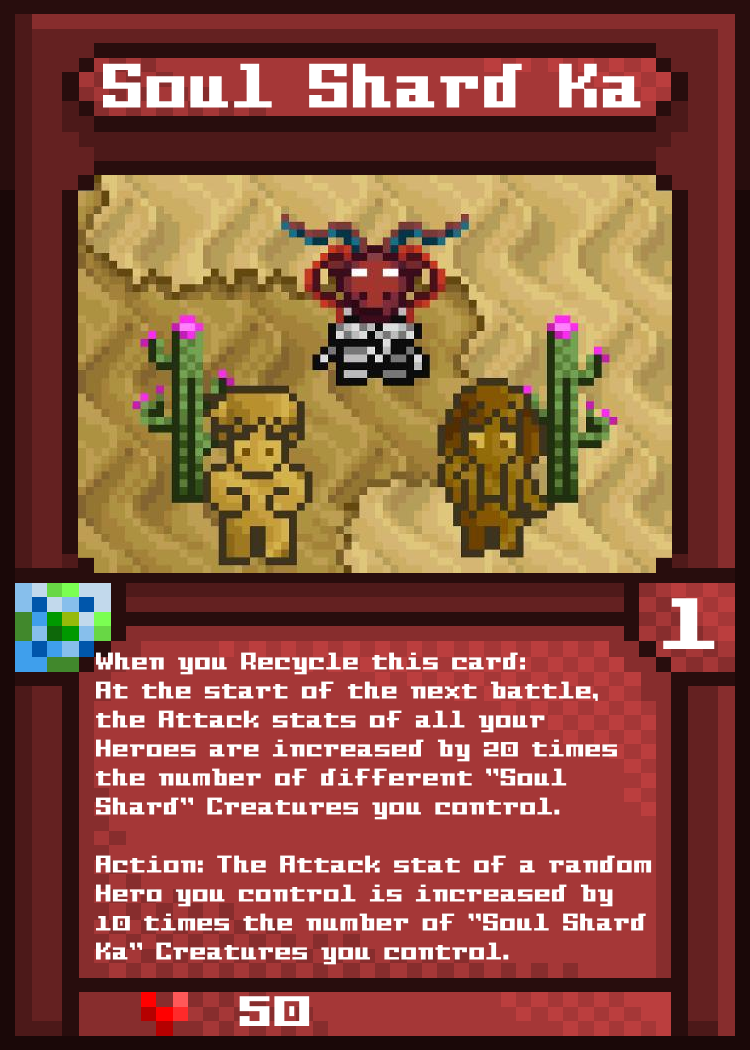 Soul Shard Ka
1
When you Recycle this card:
At the start of the next battle,
the Attack stats of all your
Heroes are increased by 20 times
the number of different "Soul
Shard" Creatures you control.
Action: The Attack stat of a random
Hero you control is increased by
10 times the number of "Soul Shard
Ka" Creatures you control.
50